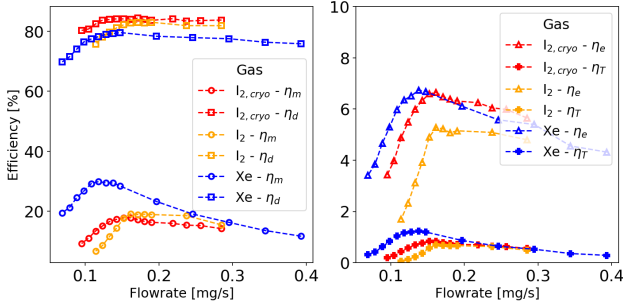 80
60
40
20
Efficiency [%]
0.1
0.2
0.3
0.4
Flowrate [mg/s]
Gas
I2,cryo - ηm
I2,cryo - ηd
I2 - ηm
I2 - ηd
Xe - ηm
Xe - ηd
10
8
6
4
2
0
0.1
0.2
0.3
0.4
Flowrate [mg/s]
Gas
I2,cryo - ηe
I2,cryo - ηT
I2 - ηe
I2 - ηT
Xe - ηe
Xe - ηT